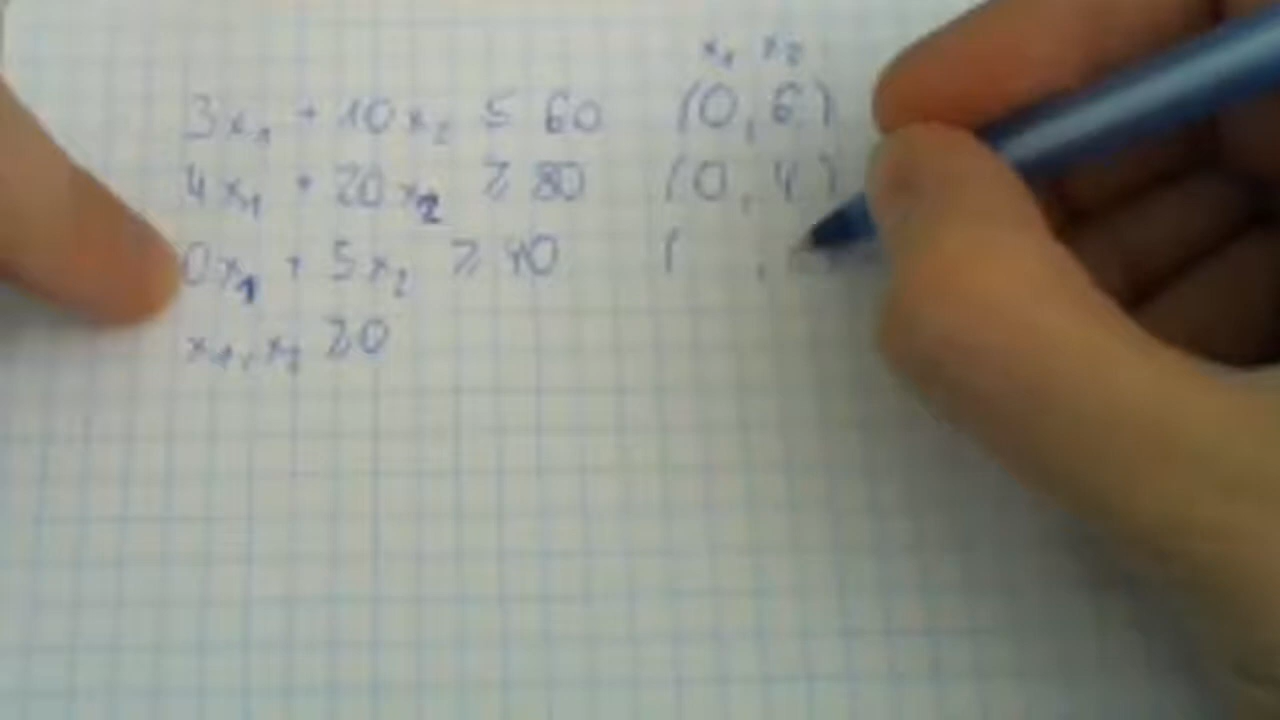 x₁ x₂
3x₁ + 10x₂ ≤ 60 (0, 6)
4x₁ + 20x₂ ≥ 80 (0, 4)
0x₁ + 5x₂ ≥ 40 ( ,
x₁, x₂ ≥ 0